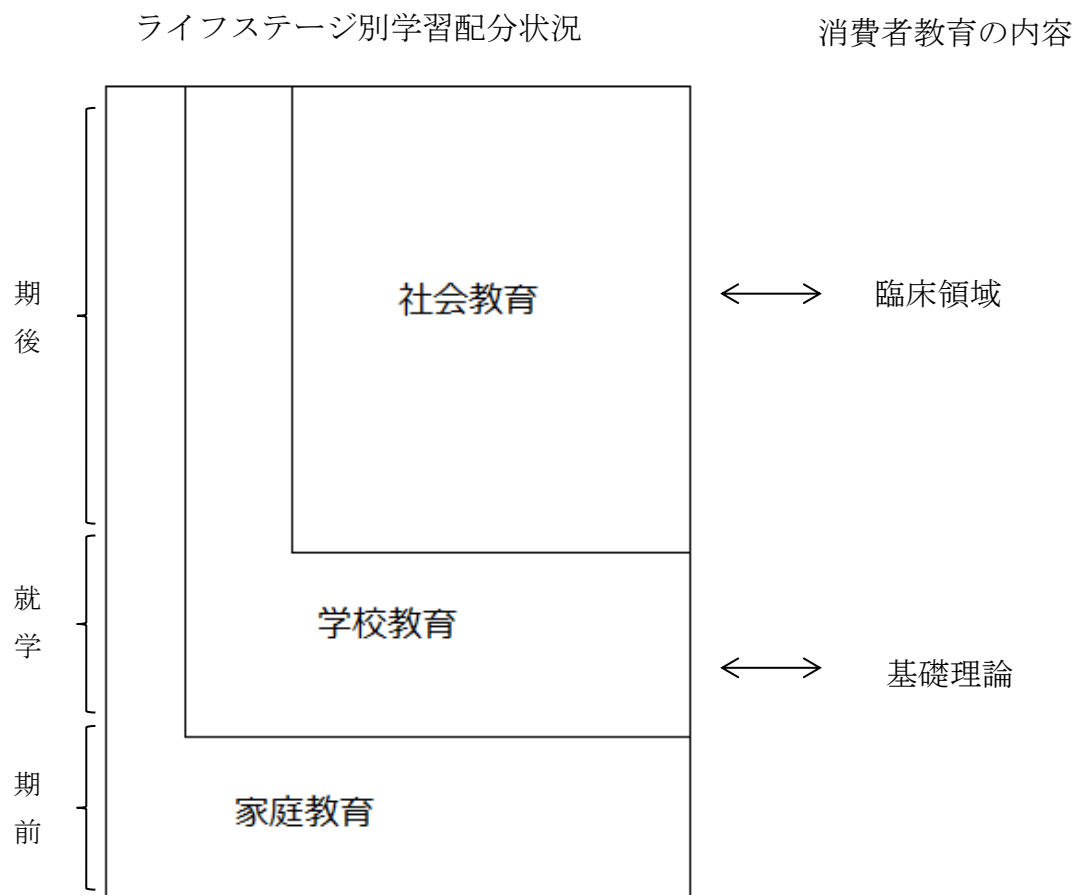 ライフステージ別学習配分状況
消費者教育の内容
期後
社会教育
臨床領域
就学
学校教育
基礎理論
期前
家庭教育